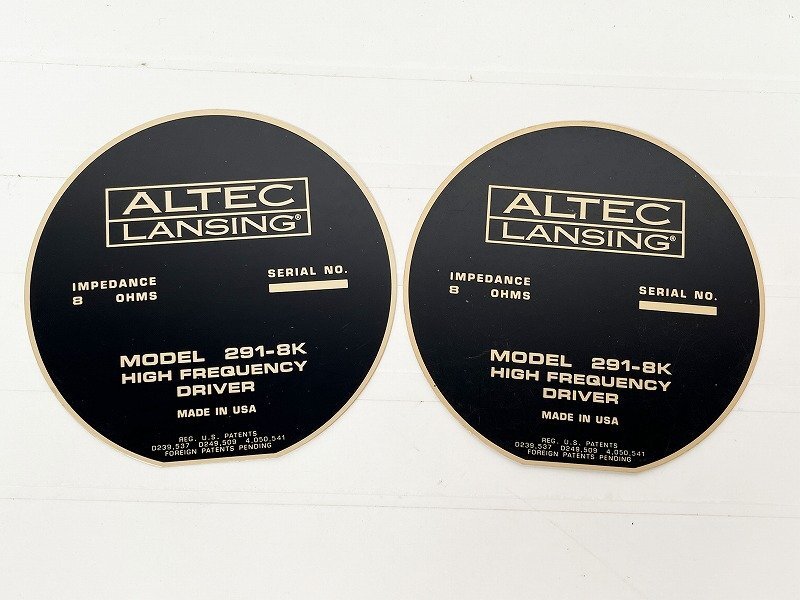 ALTEC
LANSING®
IMPEDANCE
8 OHMS
SERIAL NO.
MODEL 291-8K
HIGH FREQUENCY
DRIVER
MADE IN USA
REG. U.S. PATENTS
D239,537 D249,509 4,050,541
FOREIGN PATENTS PENDING
ALTEC
LANSING®
IMPEDANCE
8 OHMS
SERIAL NO.
MODEL 291-8K
HIGH FREQUENCY
DRIVER
MADE IN USA
REG. U.S. PATENTS
D239,537 D249,509 4,050,541
FOREIGN PATENTS PENDING